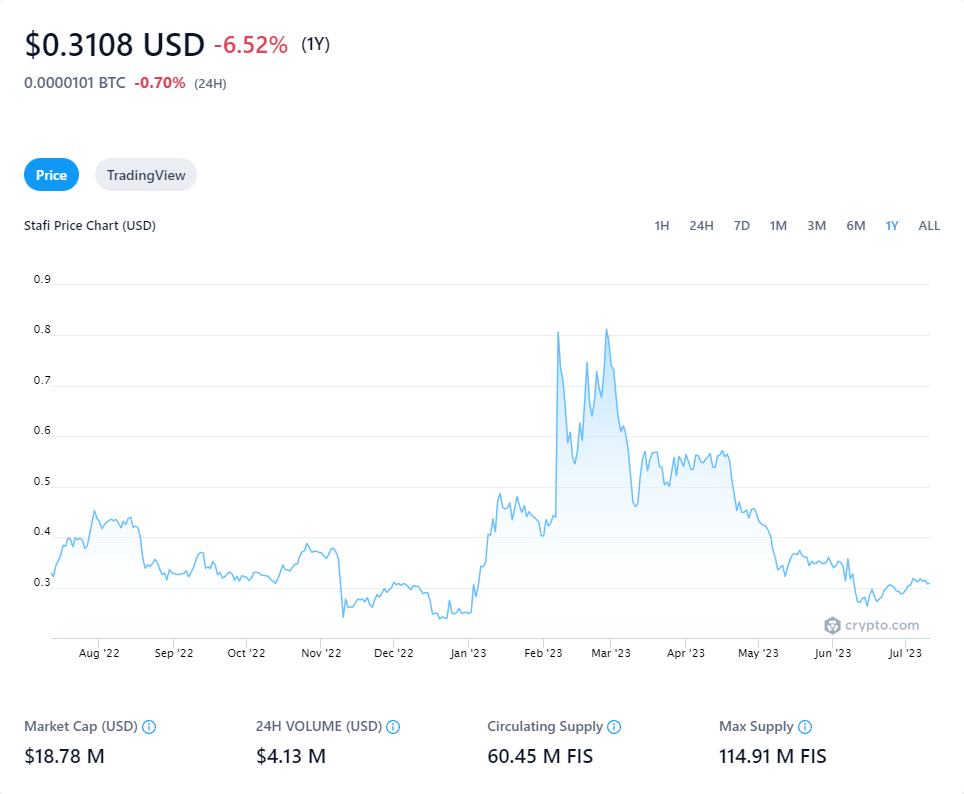 $0.3108 USD -6.52% (1Y)
0.0000101 BTC -0.70% (24H)
Price TradingView
Stafi Price Chart (USD) 1H 24H 7D 1M 3M 6M 1Y ALL
0.9
0.8
0.7
0.6
0.5
0.4
0.3
crypto.com
Aug '22 Sep '22 Oct '22 Nov '22 Dec '22 Jan '23 Feb '23 Mar '23 Apr '23 May '23 Jun '23 Jul '23
Market Cap (USD) 24H VOLUME (USD) Circulating Supply Max Supply
$18.78 M $4.13 M 60.45 M FIS 114.91 M FIS